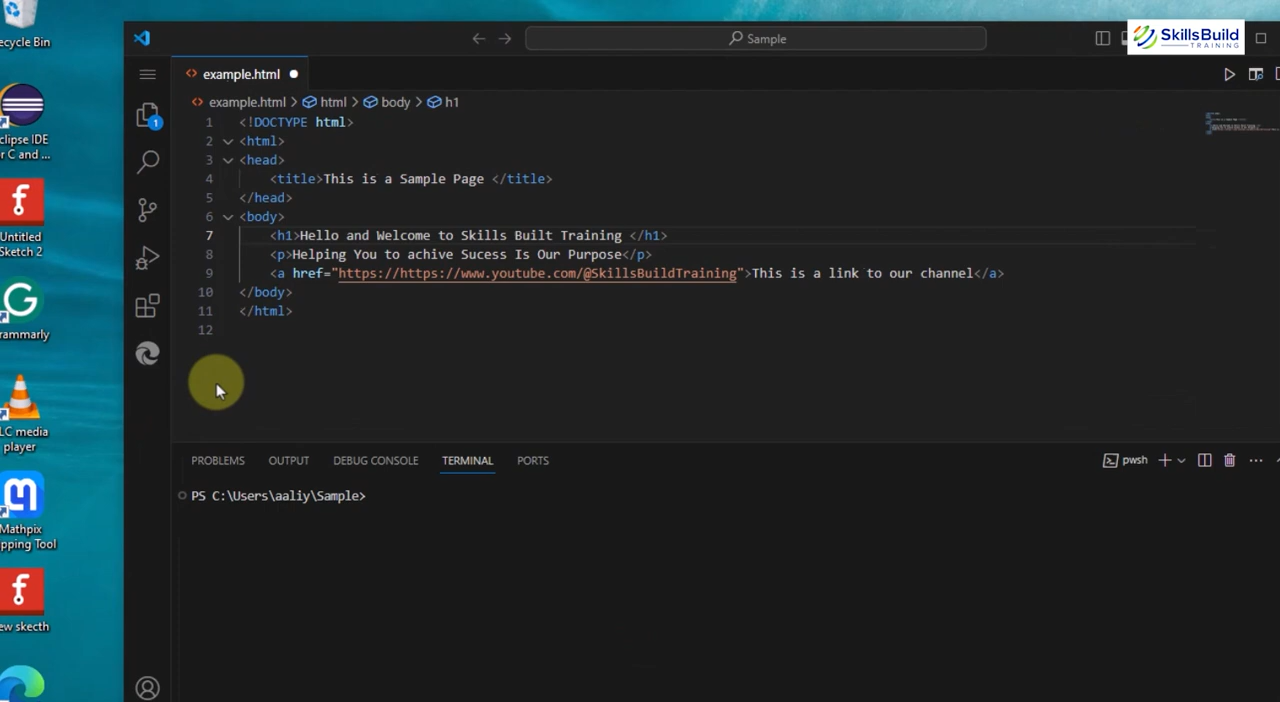 ecycle Bin
clipse IDE
r C and ...
Untitled
Sketch 2
rammarly
LC media
player
Mathpix
pping Tool
ew skecth
Sample
SkillsBuild
TRAINING
example.html
example.html > html > body > h1
1 <!DOCTYPE html>
2 <html>
3 <head>
4 <title>This is a Sample Page </title>
5 </head>
6 <body>
7 <h1>Hello and Welcome to Skills Built Training </h1>
8 <p>Helping You to achive Sucess Is Our Purpose</p>
9 <a href="https://https://www.youtube.com/@SkillsBuildTraining">This is a link to our channel</a>
10 </body>
11 </html>
12
1
PROBLEMS OUTPUT DEBUG CONSOLE TERMINAL PORTS
pwsh
PS C:\Users\aaliy\Sample>